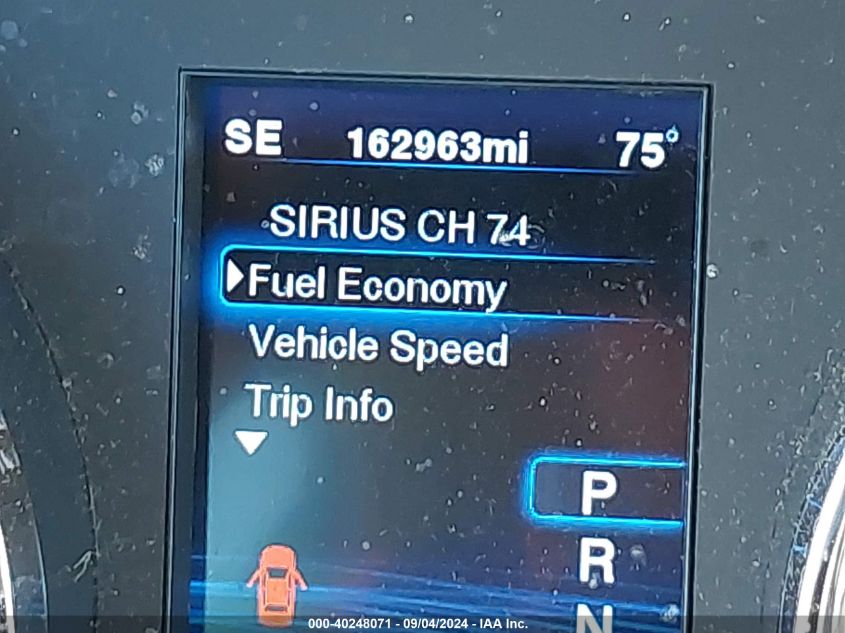 SE 162963mi 75°
SIRIUS CH 74
Fuel Economy
Vehicle Speed
Trip Info
P
R
N
000-40248071 - 09/04/2024 - IAA Inc.